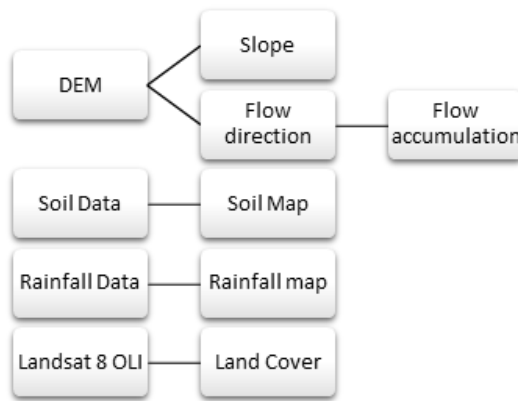 Slope
DEM
Flow
direction
Flow
accumulation
Soil Data
Soil Map
Rainfall Data
Rainfall map
Landsat 8 OLI
Land Cover